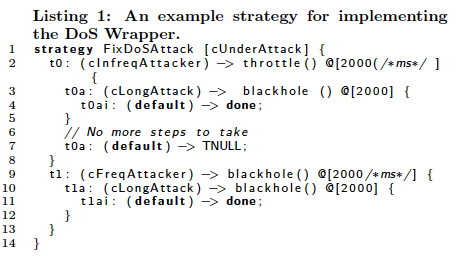 Listing 1: An example strategy for implementing
the DoS Wrapper.
1 strategy FixDoSAttack [cUnderAttack] {
2 t0: (cInfreqAttacker) -> throttle() @[2000(/*ms*/ ]
{
3 t0a: (cLongAttack) -> blackhole () @[2000] {
4 t0ai: (default) -> done;
5 }
6 // No more steps to take
7 t0a: (default) -> TNULL;
8 }
9 t1: (cFreqAttacker) -> blackhole() @[2000/*ms*/] {
10 t1a: (cLongAttack) -> blackhole() @[2000] {
11 t1ai: (default) -> done;
12 }
13 }
14 }